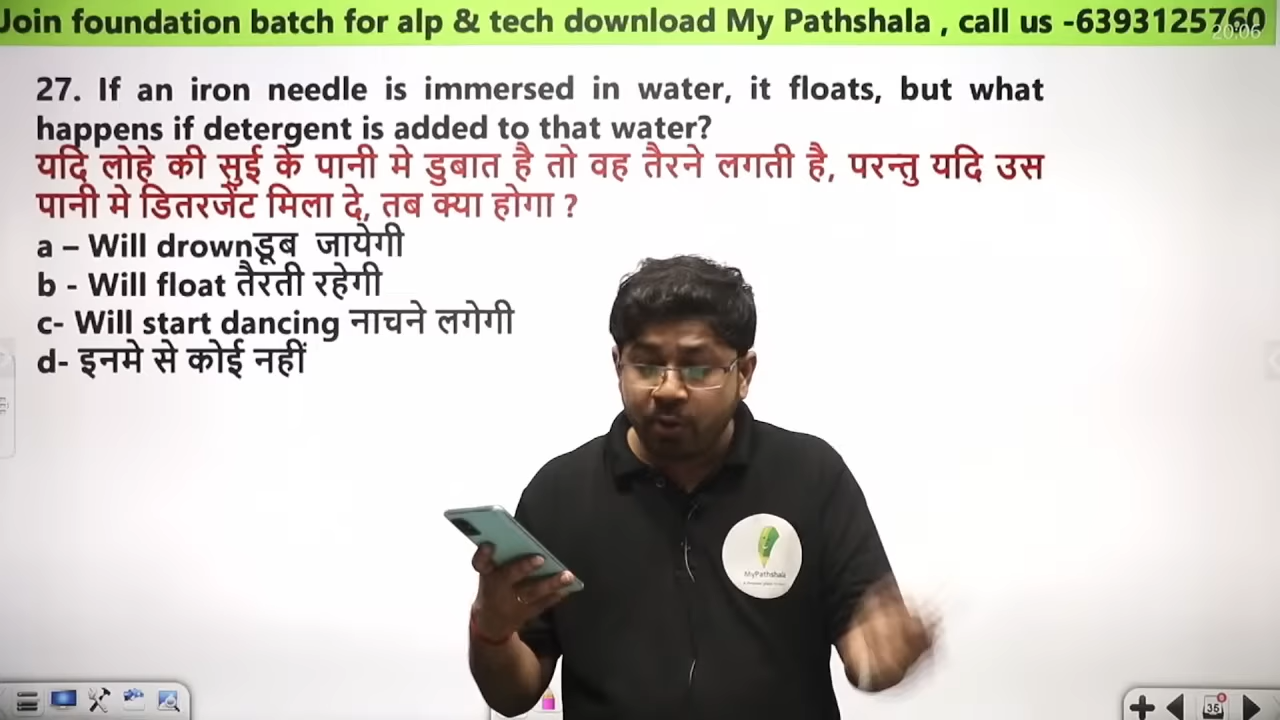 Join foundation batch for alp & tech download My Pathshala , call us -6393125760
20:06
27. If an iron needle is immersed in water, it floats, but what
happens if detergent is added to that water?
यदि लोहे की सुई के पानी मे डुबात है तो वह तैरने लगती है, परन्तु यदि उस
पानी मे डितरजेंट मिला दे, तब क्या होगा ?
a – Will drownडूब जायेगी
b - Will float तैरती रहेगी
c- Will start dancing नाचने लगेगी
d- इनमे से कोई नहीं
MyPathshala
35